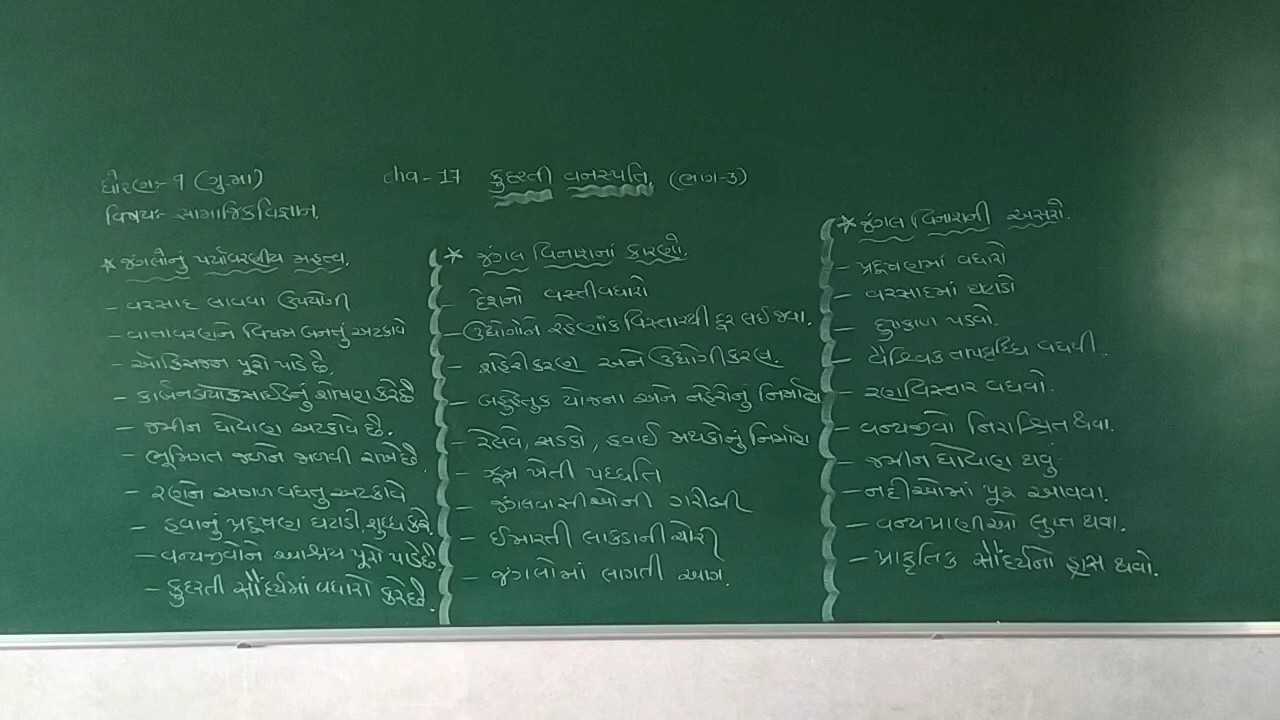 ધોરણ:- 9 (ગુ.મા)
cha- 17 કુદરતી વનસ્પતિ (ભાગ-3)
વિષય:- સામાજિક વિજ્ઞાન.
* જંગલોનું પર્યાવરણીય મહત્વ.
- વરસાદ લાવવા ઉપયોગી
- વાતાવરણને વિષમ બનતું અટકાવે
- ઓક્સિજન પૂરો પાડે છે.
- કાર્બનડાયોકસાઈડનું શોષણ કરે છે
- જમીન ધોવાણ અટકાવે છે.
- ભૂમિગત જળને જાળવી રાખે છે.
- રણને આગળ વધતુ અટકાવે
- હવાનું પ્રદૂષણ ઘટાડી શુધ્ધ કરે.
- વન્યજીવોને આશ્રય પૂરો પાડે છે
- કુદરતી સૌંદર્યમાં વધારો કરે છે.
* જંગલ વિનાશનાં કારણો.
- દેશનો વસ્તીવધારો
- ઉદ્યોગોને રહેણાંક વિસ્તારથી દૂર લઈ જવા.
- શહેરીકરણ અને ઉદ્યોગીકરણ.
- બહુહેતુક યોજના અને નહેરોનું નિર્માણ
- રેલવે, સડકો, હવાઈ મથકોનું નિર્માણ
- ઝૂમ ખેતી પધ્ધતિ
- જંગલવાસીઓની ગરીબી
- ઈમારતી લાકડાની ચોરી
- જંગલોમાં લાગતી આગ.
* જંગલ વિનાશની અસરો.
- પ્રદૂષણમાં વધારો
- વરસાદમાં ઘટાડો
- દુષ્કાળ પડવો.
- વૈશ્વિક તાપવૃધ્ધિ વધવી.
- રણવિસ્તાર વધવો.
- વન્યજીવો નિરાશ્રિત થવા.
- જમીન ધોવાણ થવું
- નદીઓમાં પૂર આવવા.
- વન્યપ્રાણીઓ લુપ્ત થવા.
- પ્રાકૃતિક સૌંદર્યનો હ્રાસ થવો.